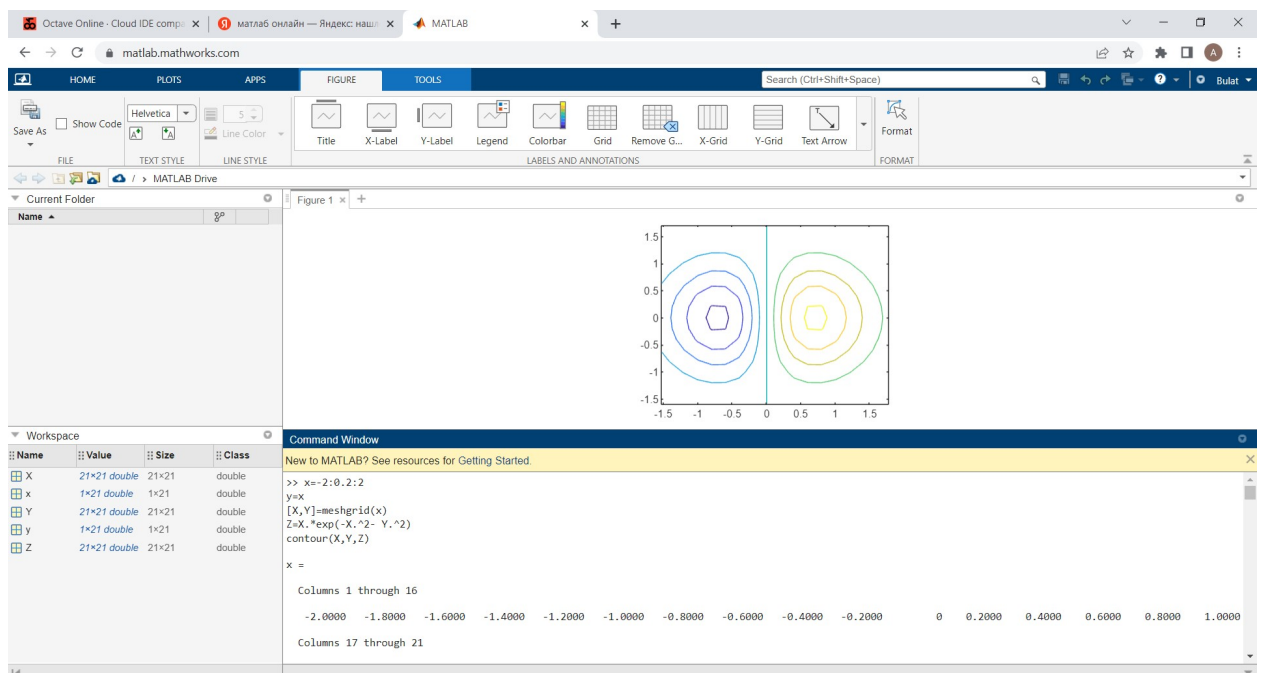 Octave Online · Cloud IDE compa
матлаб онлайн — Яндекс: наш
MATLAB
matlab.mathworks.com
A
HOME PLOTS APPS FIGURE TOOLS
Search (Ctrl+Shift+Space)
? Bulat
Save As
Show Code
Helvetica
5
Line Color
Title X-Label Y-Label Legend Colorbar Grid Remove G... X-Grid Y-Grid Text Arrow
Format
FILE TEXT STYLE LINE STYLE LABELS AND ANNOTATIONS FORMAT
/ > MATLAB Drive
Current Folder
Name
Figure 1
1.5
1
0.5
0
-0.5
-1
-1.5
-1.5 -1 -0.5 0 0.5 1 1.5
Workspace
Name Value Size Class
X 21×21 double 21×21 double
x 1×21 double 1×21 double
Y 21×21 double 21×21 double
y 1×21 double 1×21 double
Z 21×21 double 21×21 double
Command Window
New to MATLAB? See resources for Getting Started.
>> x=-2:0.2:2
y=x
[X,Y]=meshgrid(x)
Z=X.*exp(-X.^2- Y.^2)
contour(X,Y,Z)
x =
Columns 1 through 16
-2.0000 -1.8000 -1.6000 -1.4000 -1.2000 -1.0000 -0.8000 -0.6000 -0.4000 -0.2000 0 0.2000 0.4000 0.6000 0.8000 1.0000
Columns 17 through 21